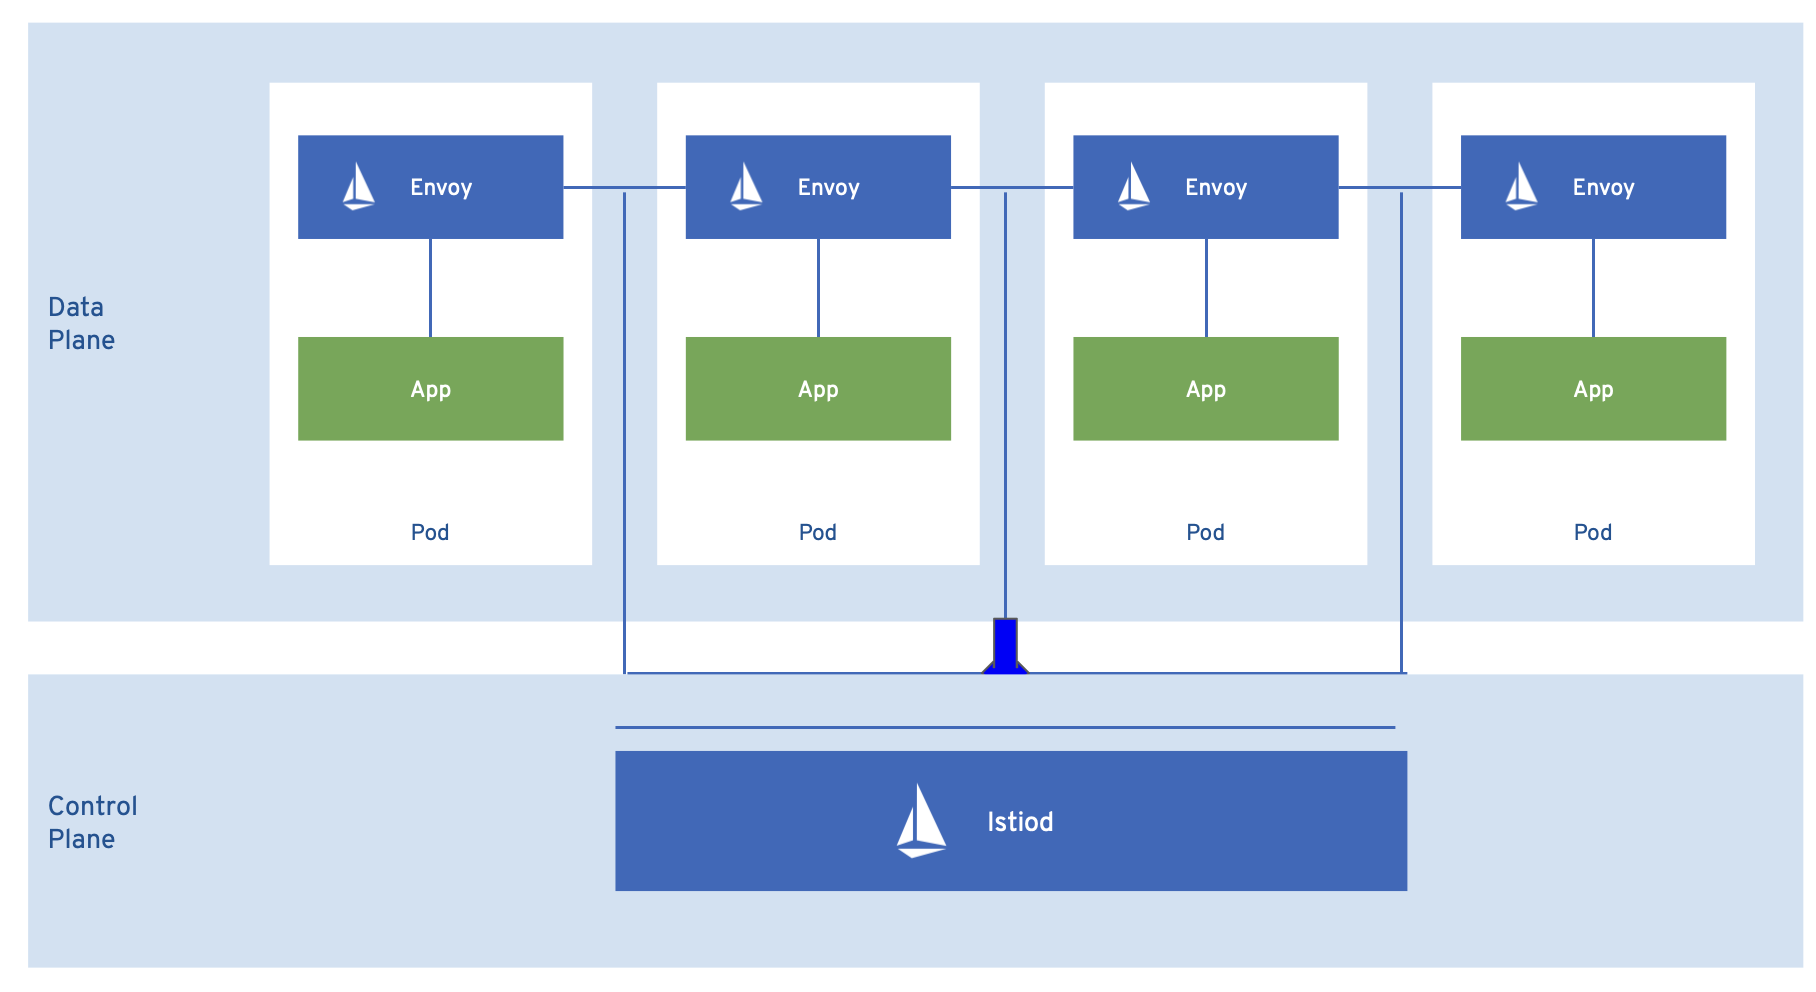 Envoy
Envoy
Envoy
Envoy
Data
Plane
App
App
App
App
Pod
Pod
Pod
Pod
Control
Plane
Istiod